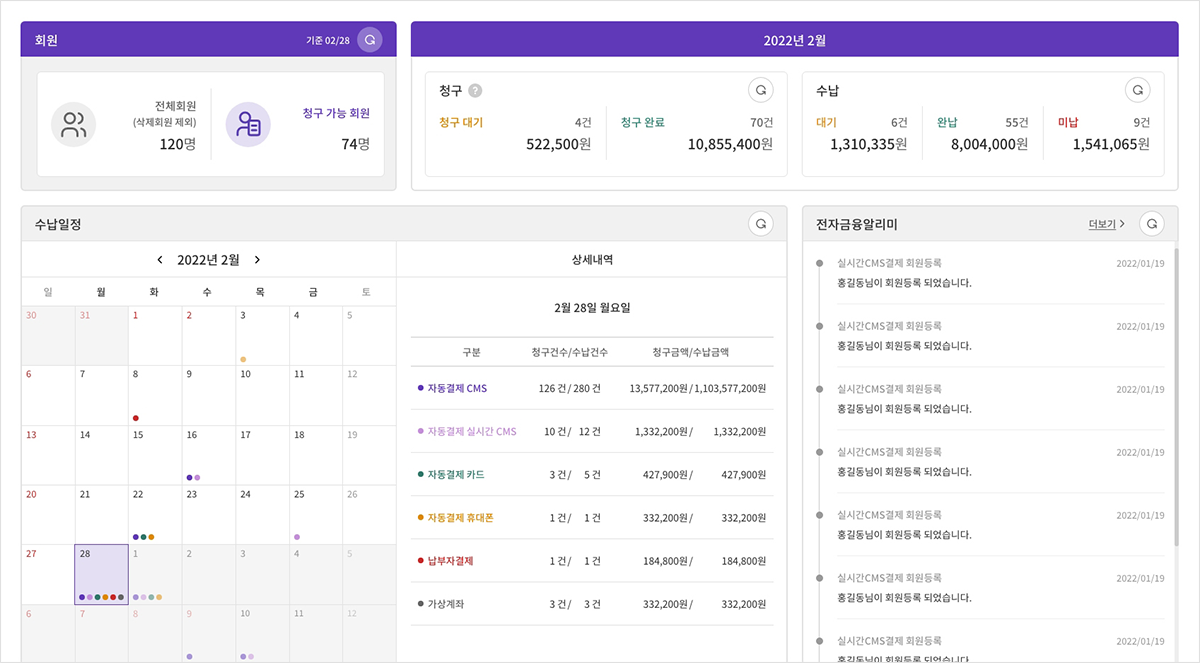 회원
기준 02/28
전체회원
(삭제회원 제외)
120명
청구 가능 회원
74명
2022년 2월
청구 ?
청구 대기 4건
522,500원
청구 완료 70건
10,855,400원
수납
대기 6건
1,310,335원
완납 55건
8,004,000원
미납 9건
1,541,065원
수납일정
2022년 2월
일 월 화 수 목 금 토
30 31 1 2 3 4 5
6 7 8 9 10 11 12
13 14 15 16 17 18 19
20 21 22 23 24 25 26
27 28 1 2 3 4 5
6 7 8 9 10 11 12
상세내역
2월 28일 월요일
구분 청구건수/수납건수 청구금액/수납금액
자동결제 CMS 126 건/ 280 건 13,577,200원/1,103,577,200원
자동결제 실시간 CMS 10 건/ 12 건 1,332,200원/ 1,332,200원
자동결제 카드 3 건/ 5 건 427,900원/ 427,900원
자동결제 휴대폰 1 건/ 1 건 332,200원/ 332,200원
납부자결제 1 건/ 1 건 184,800원/ 184,800원
가상계좌 3 건/ 3 건 332,200원/ 332,200원
전자금융알리미
더보기
실시간CMS결제 회원등록 2022/01/19
홍길동님이 회원등록 되었습니다.
실시간CMS결제 회원등록 2022/01/19
홍길동님이 회원등록 되었습니다.
실시간CMS결제 회원등록 2022/01/19
홍길동님이 회원등록 되었습니다.
실시간CMS결제 회원등록 2022/01/19
홍길동님이 회원등록 되었습니다.
실시간CMS결제 회원등록 2022/01/19
홍길동님이 회원등록 되었습니다.
실시간CMS결제 회원등록 2022/01/19
홍길동님이 회원등록 되었습니다.
실시간CMS결제 회원등록 2022/01/19
홍길동님이 회원등록 되었습니다.